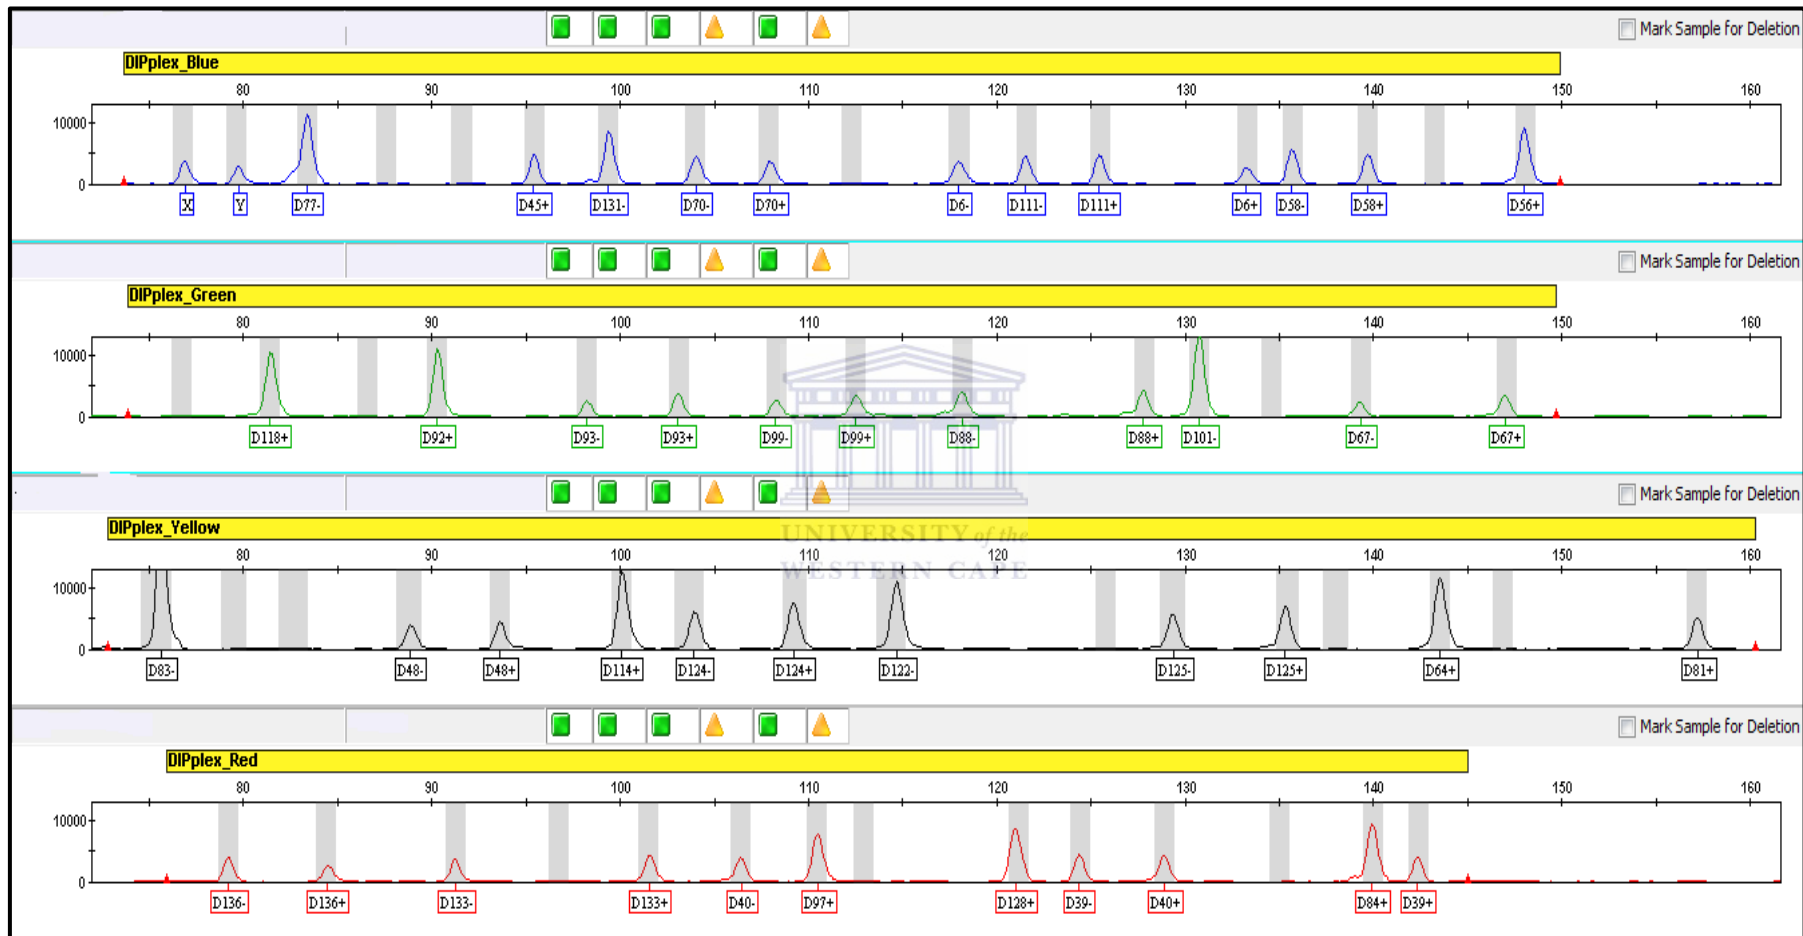 Mark Sample for Deletion
DIPplex_Blue
80 90 100 110 120 130 140 150 160
10000
0
X Y D77- D45+ D131- D70- D70+ D6- D111- D111+ D6+ D58- D58+ D56+
Mark Sample for Deletion
DIPplex_Green
80 90 100 110 120 130 140 150 160
10000
0
D118+ D92+ D93- D93+ D99- D99+ D88- D88+ D101- D67- D67+
Mark Sample for Deletion
DIPplex_Yellow
UNIVERSITY of the
80 90 100 110 120 130 140 150 160
WESTERN CAPE
10000
0
D83- D48- D48+ D114+ D124- D124+ D122- D125- D125+ D64+ D81+
Mark Sample for Deletion
DIPplex_Red
80 90 100 110 120 130 140 150 160
10000
0
D136- D136+ D133- D133+ D40- D97+ D128+ D39- D40+ D84+ D39+